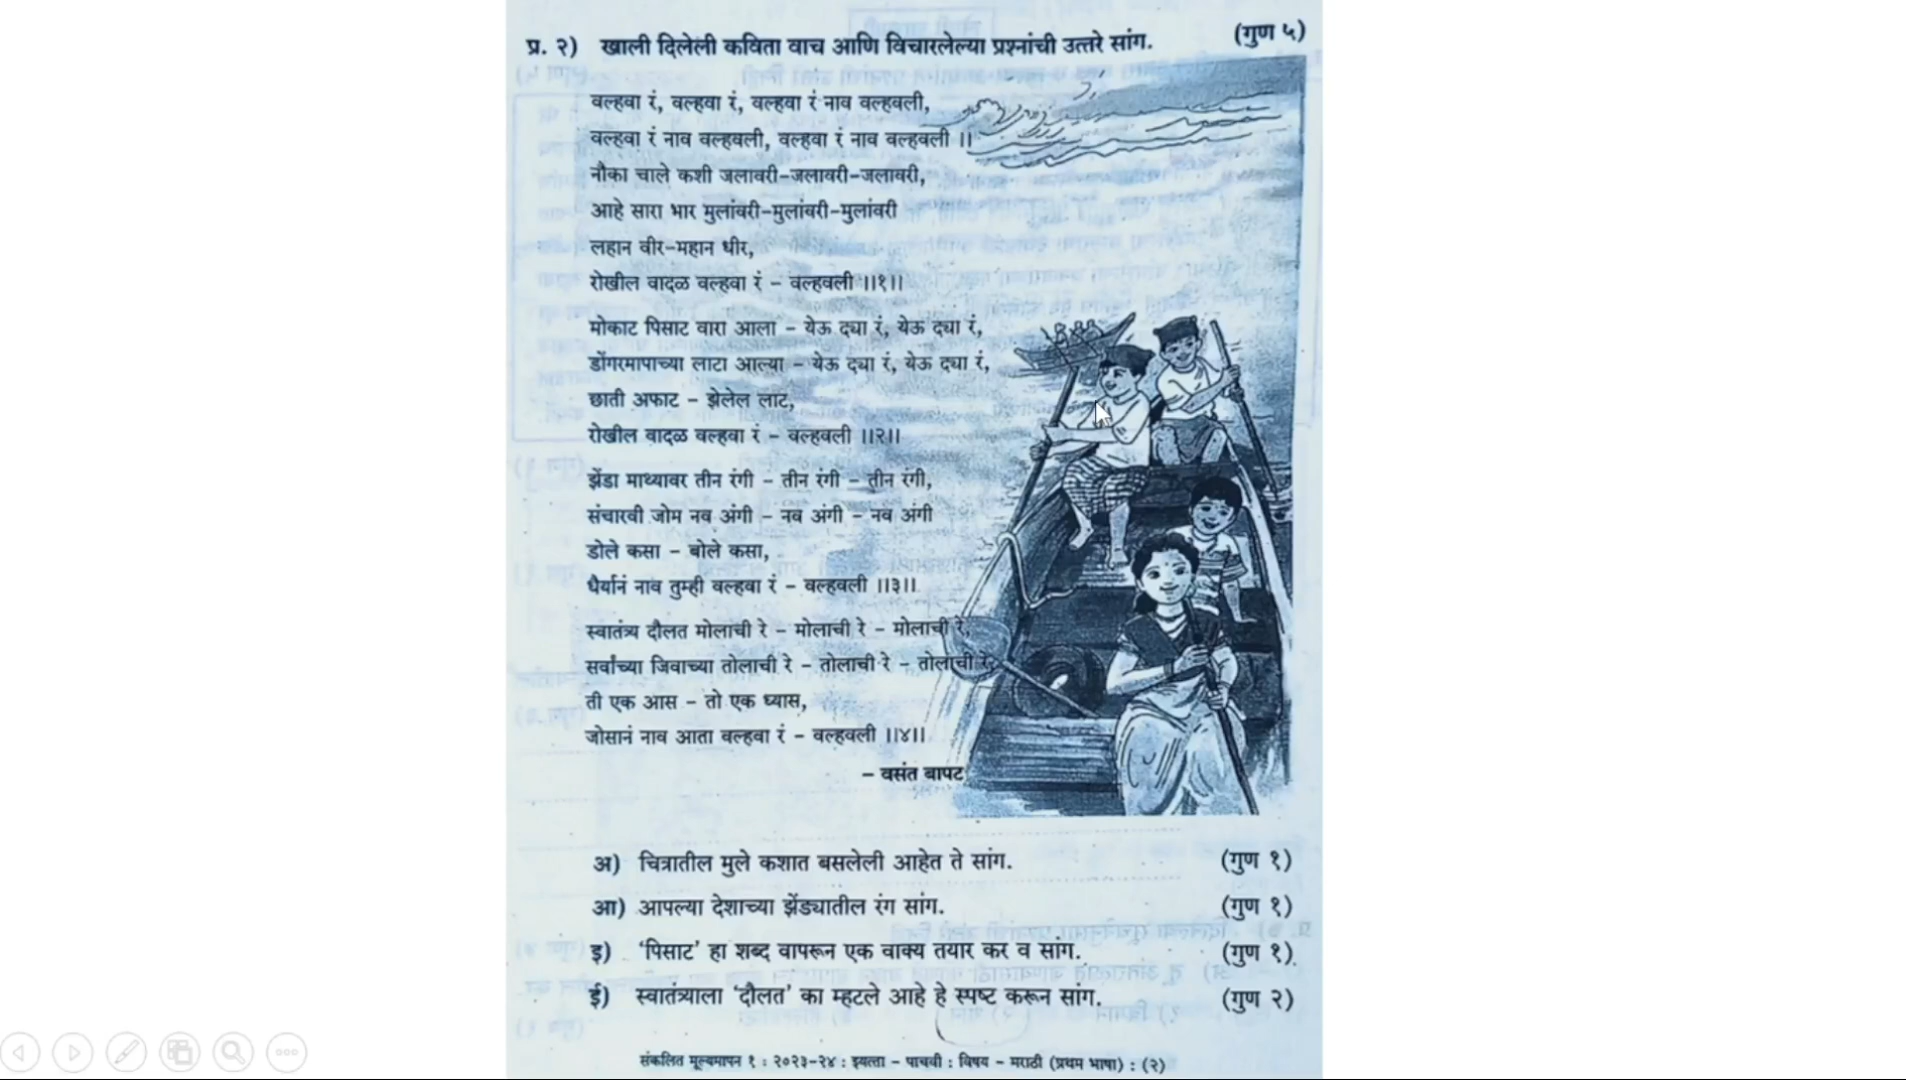 प्र. २) खाली दिलेली कविता वाच आणि विचारलेल्या प्रश्नांची उत्तरे सांग. (गुण ५)
वल्हवा रं, वल्हवा रं, वल्हवा रं नाव वल्हवली,
वल्हवा रं नाव वल्हवली, वल्हवा रं नाव वल्हवली ॥
नौका चाले कशी जलावरी-जलावरी-जलावरी,
आहे सारा भार मुलांवरी-मुलांवरी-मुलांवरी
लहान वीर-महान धीर,
रोखील वादळ वल्हवा रं - वल्हवली ॥१॥
मोकाट पिसाट वारा आला - येऊ द्या रं, येऊ द्या रं,
डोंगरमापाच्या लाटा आल्या - येऊ द्या रं, येऊ द्या रं,
छाती अफाट - झेलेल लाट,
रोखील वादळ वल्हवा रं - वल्हवली ॥२॥
झेंडा माथ्यावर तीन रंगी - तीन रंगी - तीन रंगी,
संचारवी जोम नव अंगी - नव अंगी - नव अंगी
डोले कसा - बोले कसा,
धैर्यानं नाव तुम्ही वल्हवा रं - वल्हवली ॥३॥
स्वातंत्र्य दौलत मोलाची रे - मोलाची रे - मोलाची रे,
सर्वांच्या जिवाच्या तोलाची रे - तोलाची रे - तोलाची रे,
ती एक आस - तो एक ध्यास,
जोसानं नाव आता वल्हवा रं - वल्हवली ॥४॥
- वसंत बापट
अ) चित्रातील मुले कशात बसलेली आहेत ते सांग. (गुण १)
आ) आपल्या देशाच्या झेंड्यातील रंग सांग. (गुण १)
इ) ‘पिसाट’ हा शब्द वापरून एक वाक्य तयार कर व सांग. (गुण १)
ई) स्वातंत्र्याला ‘दौलत’ का म्हटले आहे हे स्पष्ट करून सांग. (गुण २)
संकलित मूल्यमापन १ : २०२३-२४ : इयत्ता - पाचवी : विषय - मराठी (प्रथम भाषा) : (२)